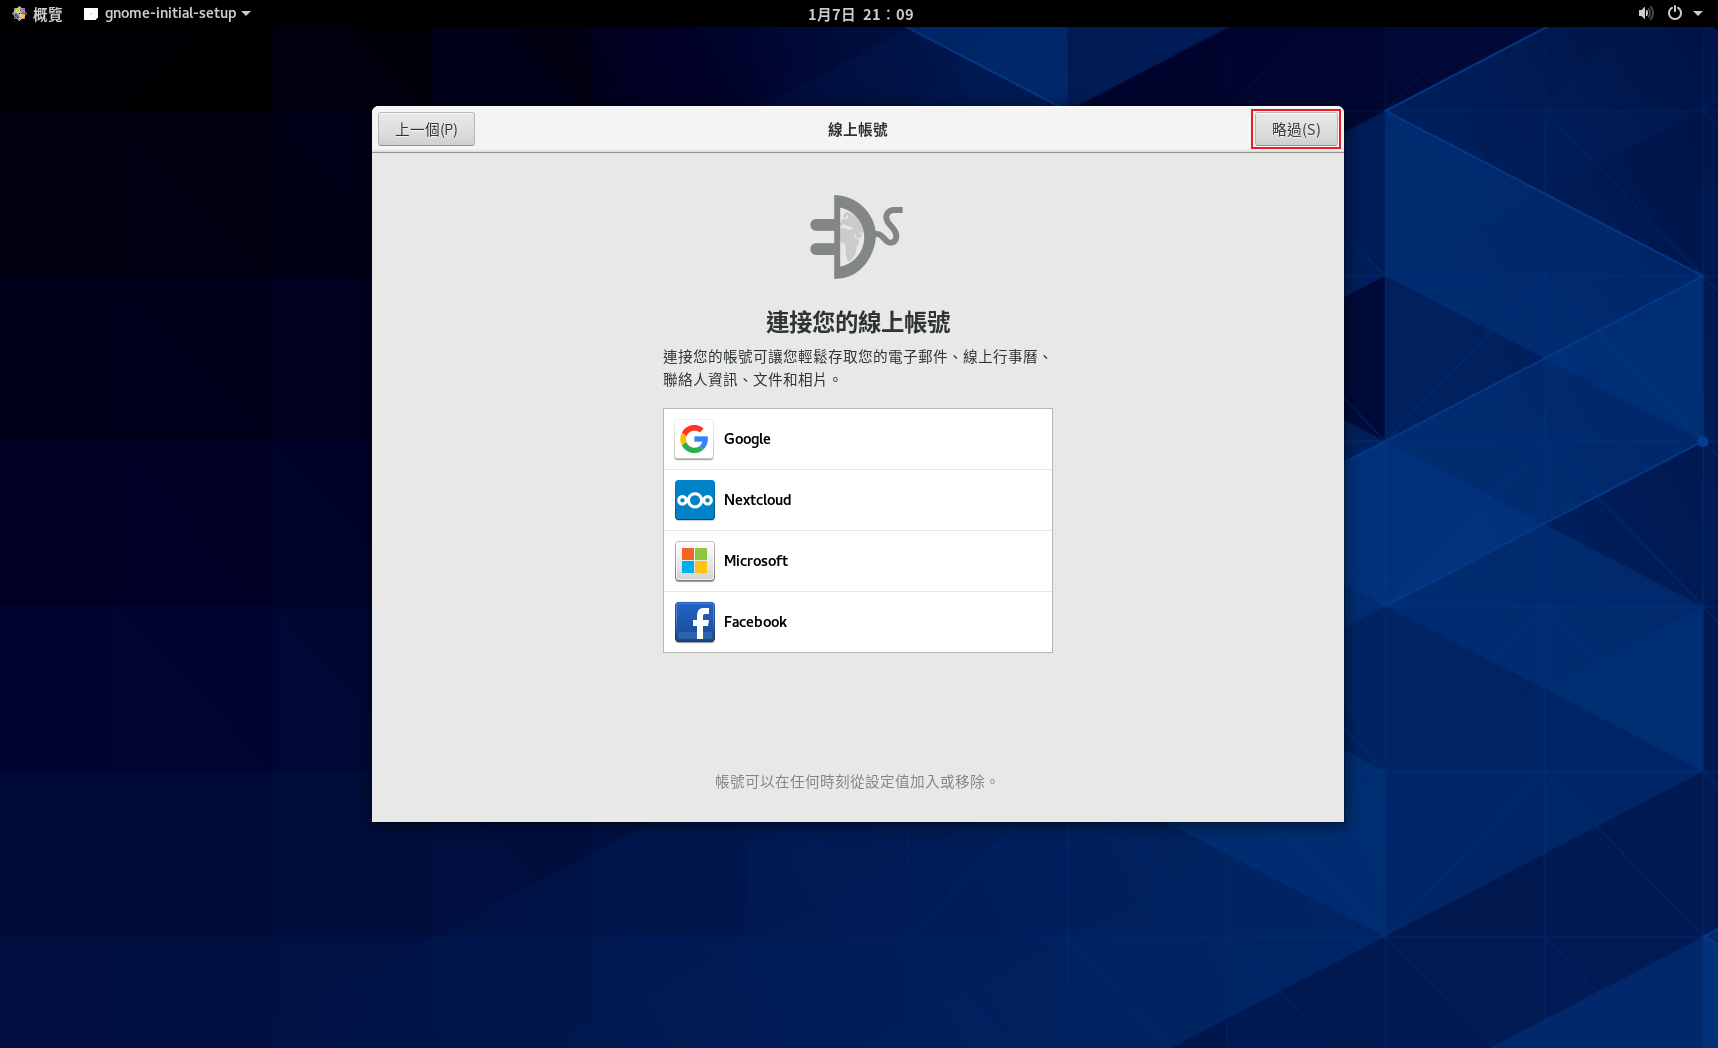 概覽
gnome-initial-setup
1月7日 21：09
上一個(P)
線上帳號
略過(S)
連接您的線上帳號
連接您的帳號可讓您輕鬆存取您的電子郵件、線上行事曆、
聯絡人資訊、文件和相片。
Google
Nextcloud
Microsoft
Facebook
帳號可以在任何時刻從設定值加入或移除。